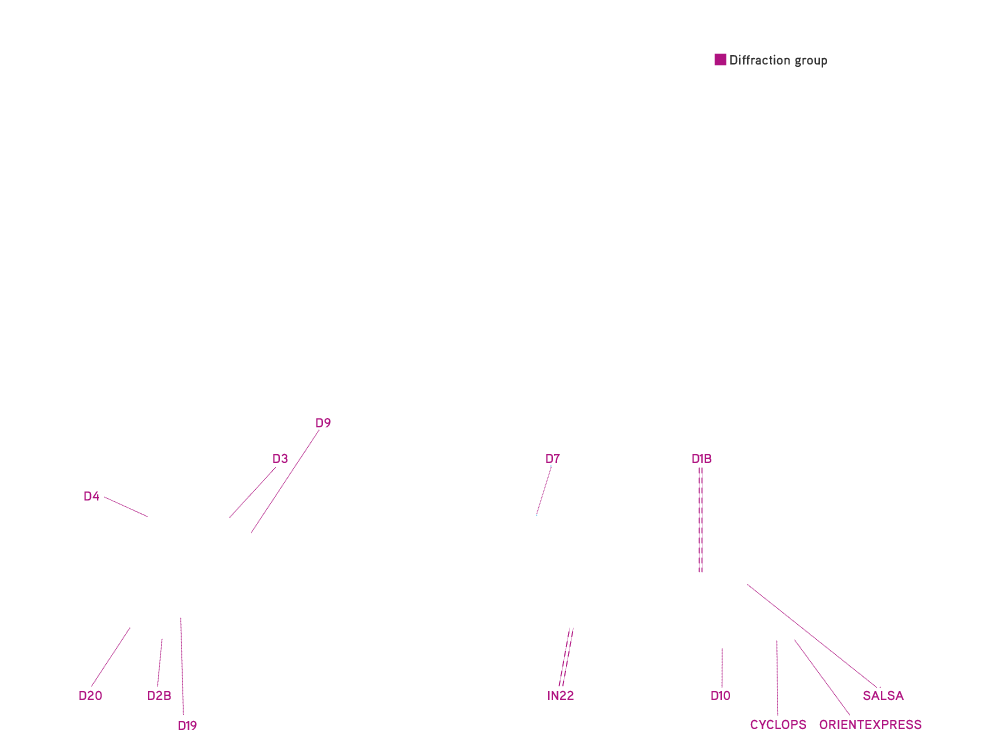 Diffraction group
D9
D3
D7
D1B
D4
D20
D2B
IN22
D10
SALSA
D19
CYCLOPS
ORIENTEXPRESS